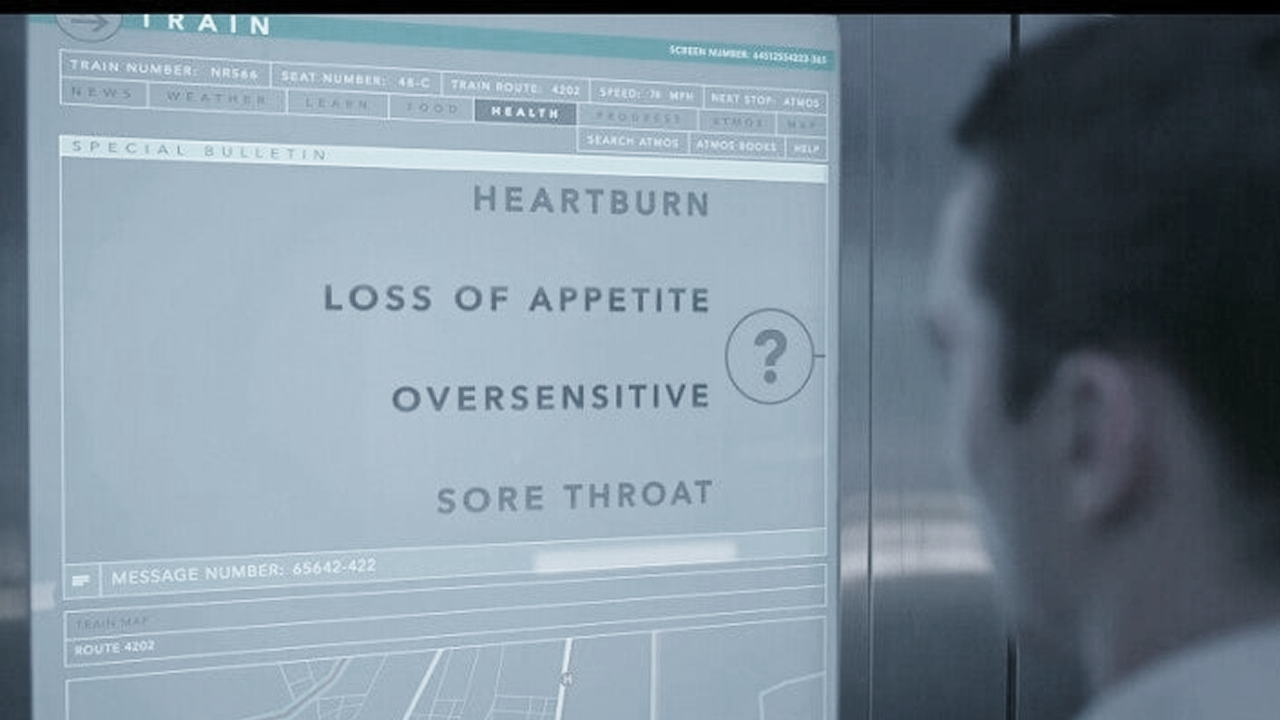 TRAIN
SCREEN NUMBER: 64512554223-365
TRAIN NUMBER: NR566 SEAT NUMBER: 48-C TRAIN ROUTE: 4202 SPEED: 78 MPH NEXT STOP: ATMOS
NEWS WEATHER LEARN FOOD HEALTH PROGRESS ATMOS MAP
SEARCH ATMOS ATMOS BOOKS HELP
SPECIAL BULLETIN
HEARTBURN
LOSS OF APPETITE
?
OVERSENSITIVE
SORE THROAT
MESSAGE NUMBER: 65642-422
TRAIN MAP
ROUTE 4202
H